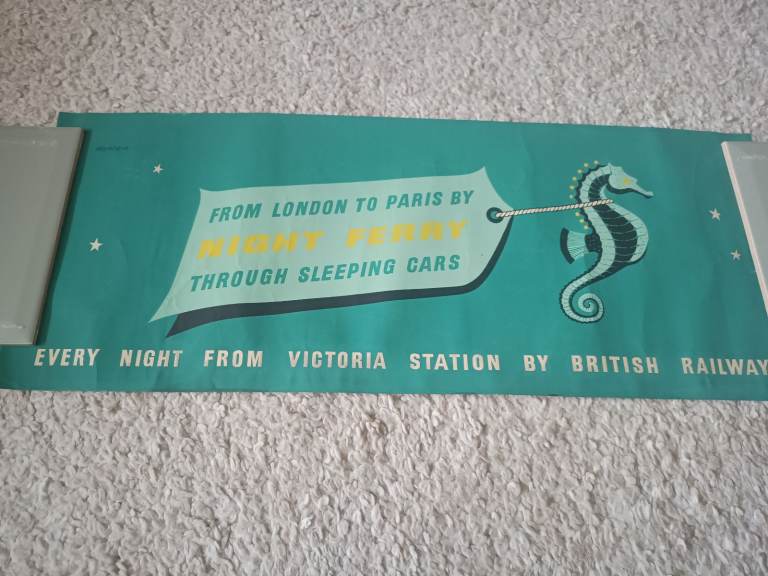 FROM LONDON TO PARIS BY
NIGHT FERRY
THROUGH SLEEPING CARS
EVERY NIGHT FROM VICTORIA STATION BY BRITISH RAILWAY